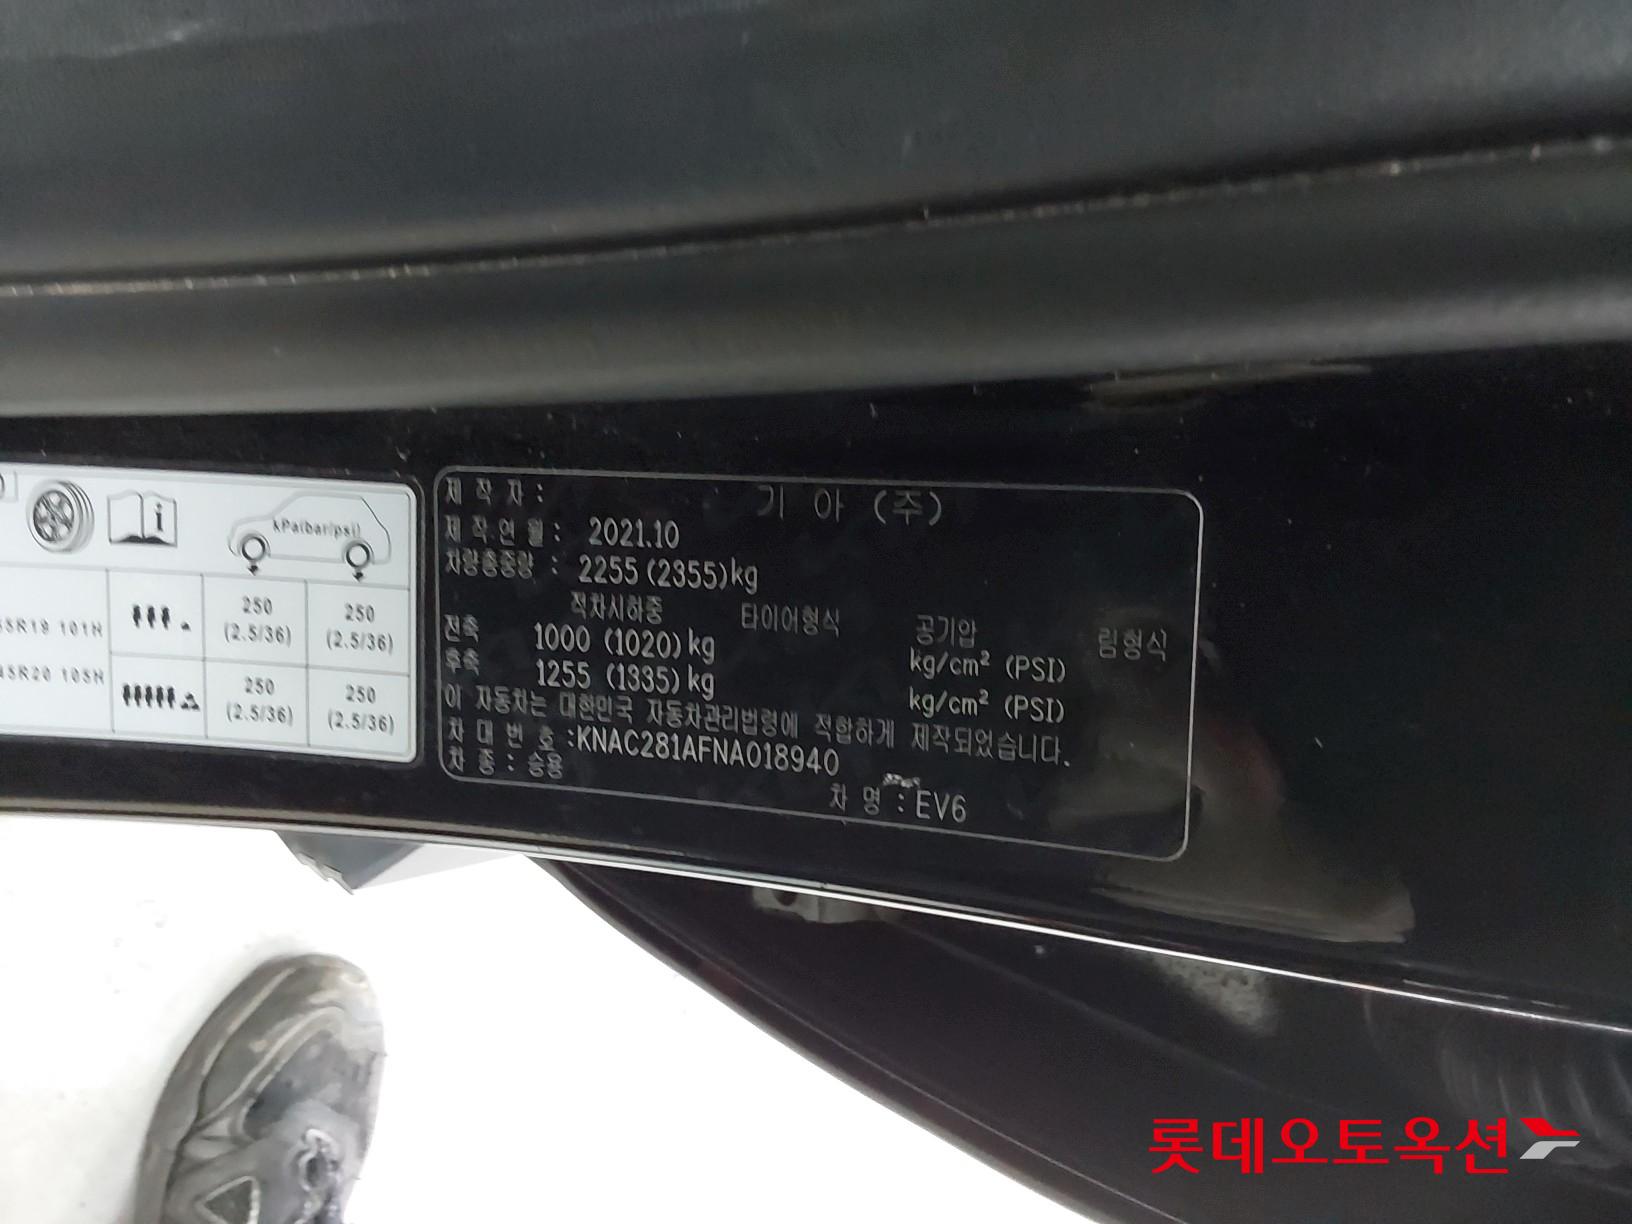 kPa(bar/psi)
5R19 101H
250
(2.5/36)
250
(2.5/36)
5R20 105H
250
(2.5/36)
250
(2.5/36)
제 작 자 : 기 아 (주)
제 작 연 월 : 2021.10
차량총중량 : 2255 (2355)kg
적차시하중 타이어형식 공기압 림형식
전축 1000 (1020)kg kg/cm² (PSI)
후축 1255 (1335)kg kg/cm² (PSI)
이 자동차는 대한민국 자동차관리법령에 적합하게 제작되었습니다.
차 대 번 호 :KNAC281AFNA018940
차 종 : 승용 차 명 : EV6
롯데오토옥션